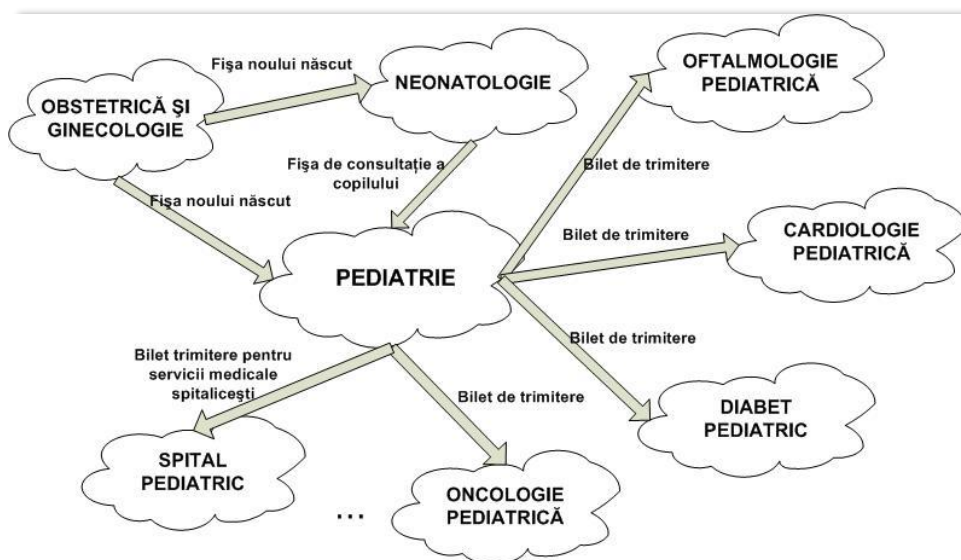 Fişa noului născut
NEONATOLOGIE
OFTALMOLOGIE
PEDIATRICĂ
OBSTETRICĂ ŞI
GINECOLOGIE
Fişa de consultație a
copilului
Bilet de trimitere
Fişa noului născut
CARDIOLOGIE
PEDIATRICĂ
Bilet de trimitere
PEDIATRIE
Bilet de trimitere
Bilet trimitere pentru
servicii medicale
spitaliceşti
Bilet de trimitere
DIABET
PEDIATRIC
SPITAL
PEDIATRIC
...
ONCOLOGIE
PEDIATRICĂ